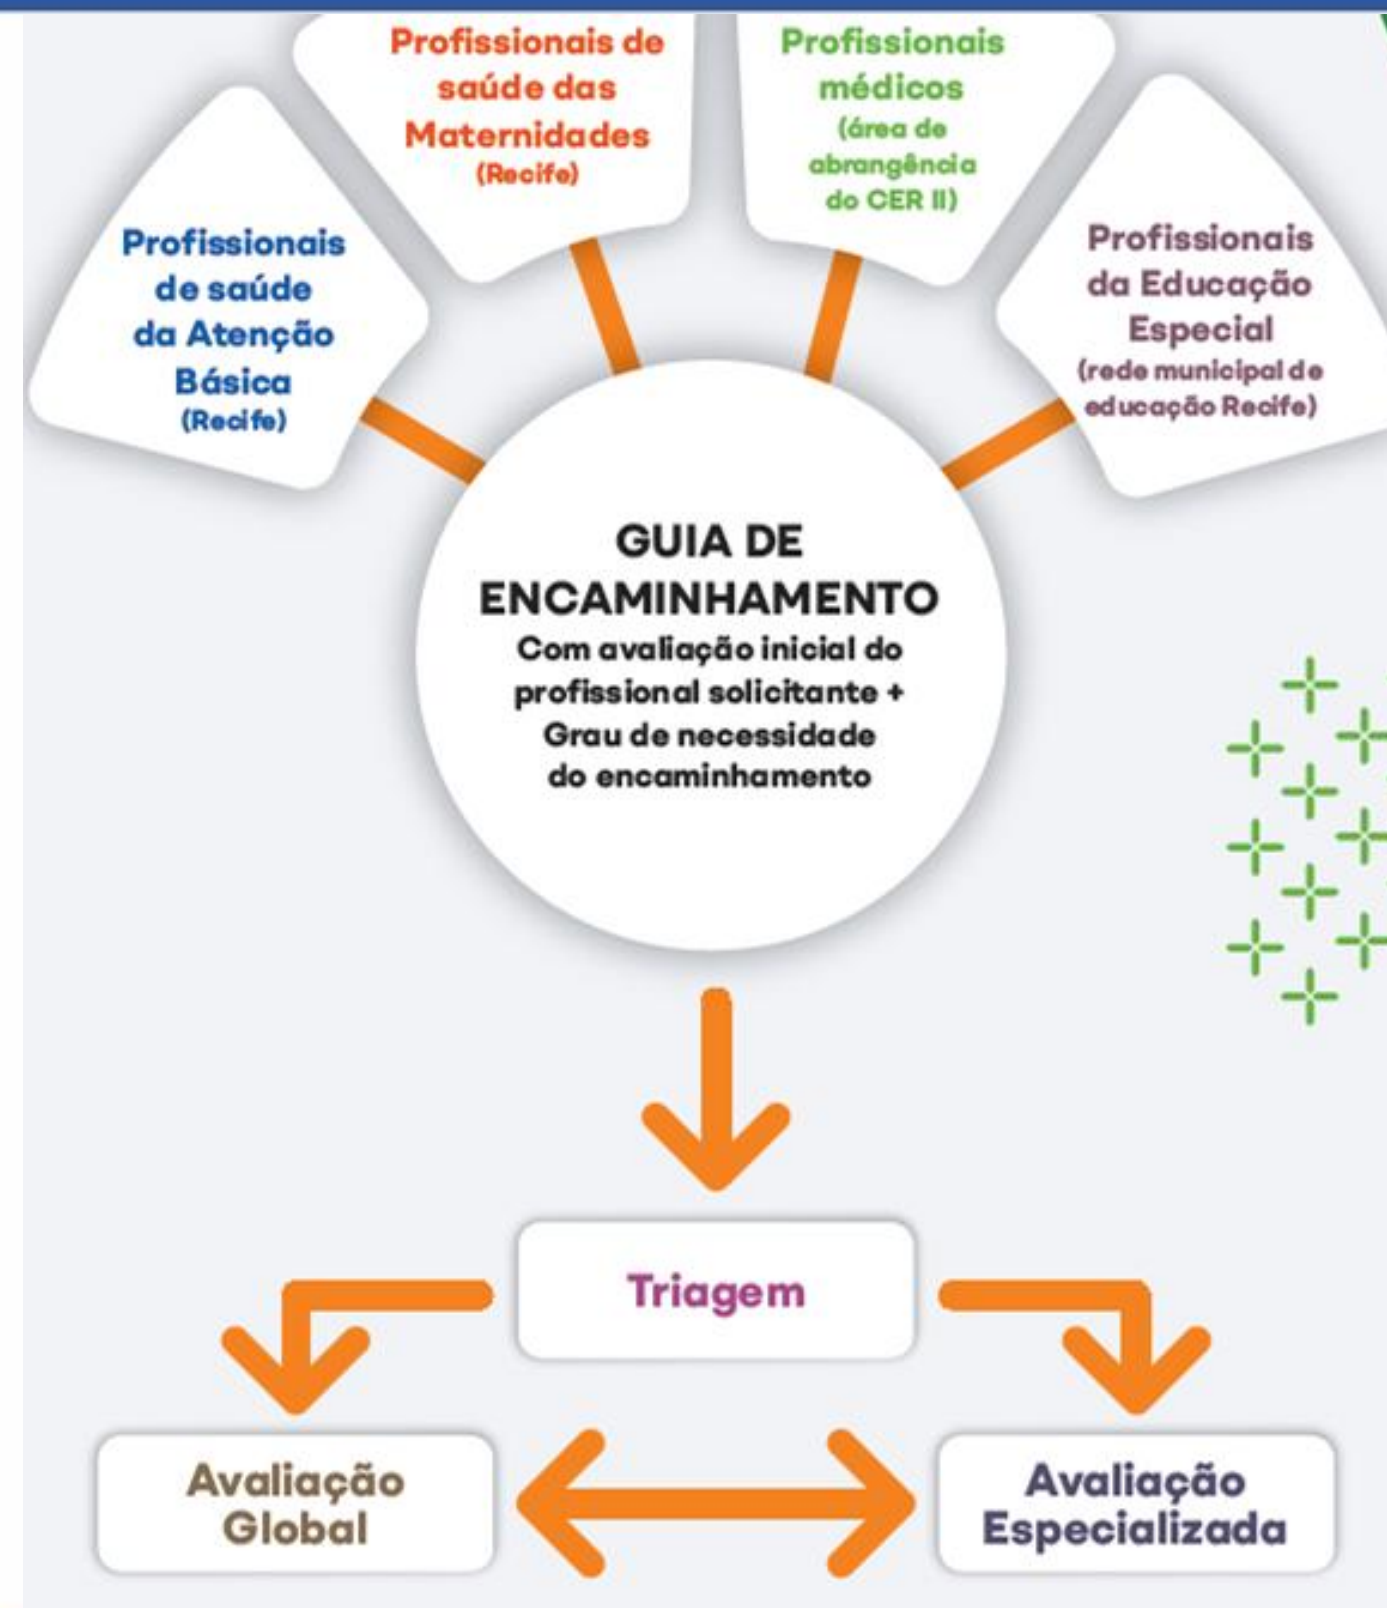 Profissionais de
saúde das
Maternidades
(Recife)
Profissionais
médicos
(área de
abrangência
do CER II)
Profissionais
de saúde
da Atenção
Básica
(Recife)
Profissionais
da Educação
Especial
(rede municipal de
educação Recife)
GUIA DE
ENCAMINHAMENTO
Com avaliação inicial do
profissional solicitante +
Grau de necessidade
do encaminhamento
Triagem
Avaliação
Global
Avaliação
Especializada